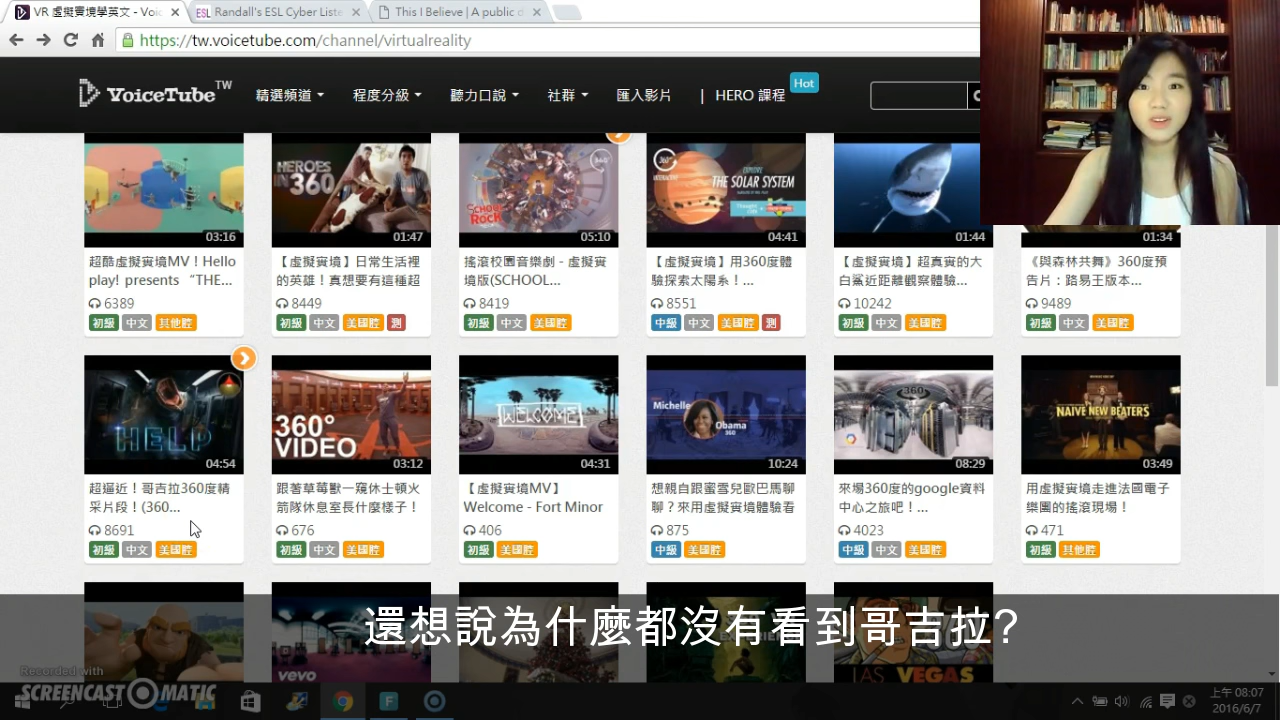 VR 虛擬實境學英文 - Voic
ESL Randall's ESL Cyber Liste
This I Believe | A public d
https://tw.voicetube.com/channel/virtualreality
VoiceTube TW
精選頻道
程度分級
聽力口說
社群
匯入影片
| HERO 課程
Hot
03:16
HEROES IN 360
01:47
SCHOOL OF ROCK
05:10
360° INTERACTIVE
EXPLORE THE SOLAR SYSTEM
04:41
01:44
01:34
超酷虛擬實境MV！Hello
play! presents “THE...
6389
初級 中文 其他腔
【虛擬實境】日常生活裡
的英雄！真想要有這種超
8449
初級 中文 美國腔 測
搖滾校園音樂劇 - 虛擬實
境版(SCHOOL...
8419
初級 中文 美國腔
【虛擬實境】用360度體
驗探索太陽系！...
8551
中級 中文 美國腔 測
【虛擬實境】超真實的大
白鯊近距離觀察體驗...
10242
初級 中文 美國腔
《與森林共舞》360度預
告片：路易王版本...
9489
初級 中文 美國腔
HELP
04:54
360° VIDEO
03:12
WELCOME
04:31
Michelle Obama 360
10:24
360
08:29
NAIVE NEW BEATERS
03:49
超逼近！哥吉拉360度精
采片段！(360...
8691
初級 中文 美國腔
跟著草莓獸一窺休士頓火
箭隊休息室長什麼樣子！
676
初級 中文 美國腔
【虛擬實境MV】
Welcome - Fort Minor
406
初級 美國腔
想親自跟蜜雪兒歐巴馬聊
聊？來用虛擬實境體驗看
875
中級 美國腔
來場360度的google資料
中心之旅吧！...
4023
中級 中文 美國腔
用虛擬實境走進法國電子
樂團的搖滾現場！
471
初級 其他腔
還想說為什麼都沒有看到哥吉拉?
vevo
LAS VEGAS
Recorded with
SCREENCAST-O-MATIC
上午 08:07
2016/6/7